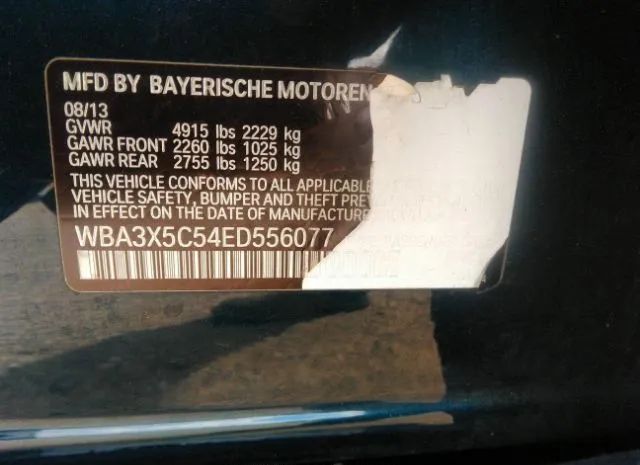 MFD BY BAYERISCHE MOTOREN
08/13
GVWR 4915 lbs 2229 kg
GAWR FRONT 2260 lbs 1025 kg
GAWR REAR 2755 lbs 1250 kg
THIS VEHICLE CONFORMS TO ALL APPLICABLE
VEHICLE SAFETY, BUMPER AND THEFT
IN EFFECT ON THE DATE OF MANUFACTURE
WBA3X5C54ED556077